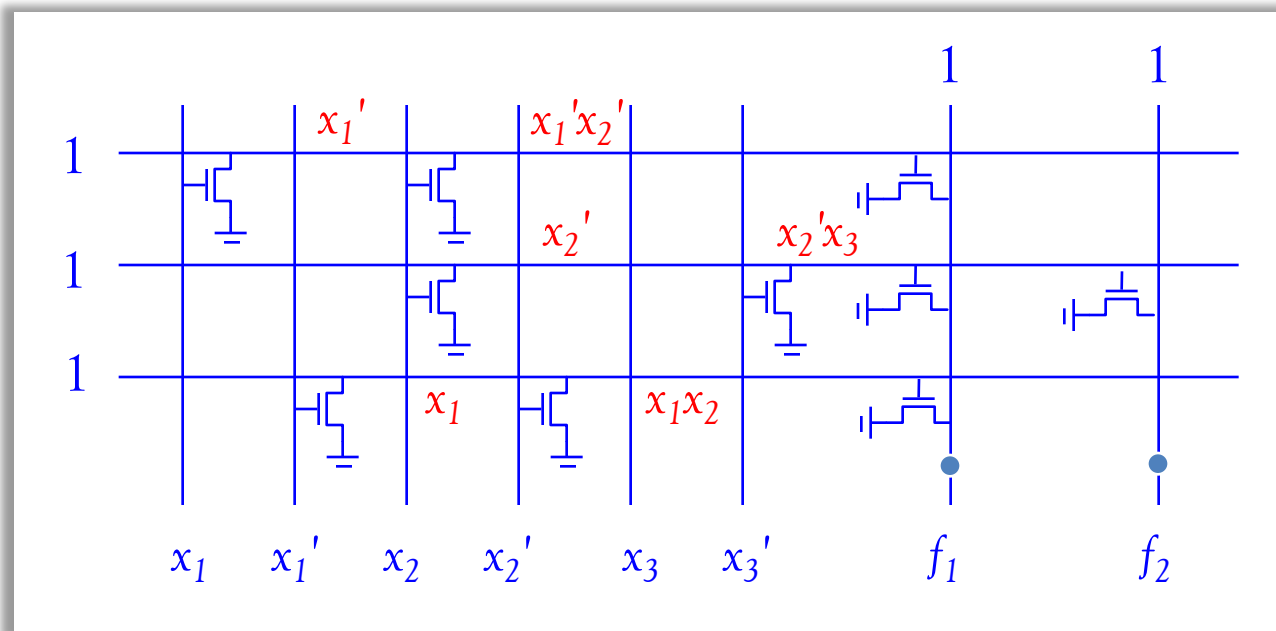 1 1
x₁' x₁'x₂'
1
x₂' x₂'x₃
1
1
x₁ x₁x₂
x₁ x₁' x₂ x₂' x₃ x₃' f₁ f₂